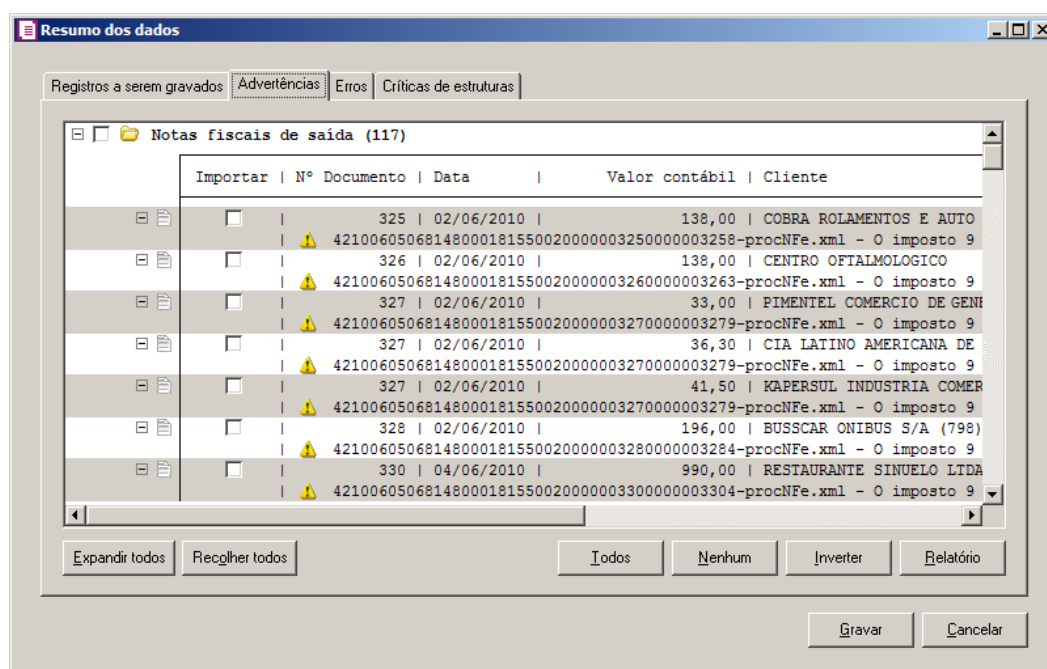 Resumo dos dados
Registros a serem gravados Advertências Erros Críticas de estruturas
Notas fiscais de saída (117)
Importar | Nº Documento | Data | Valor contábil | Cliente
| 325 | 02/06/2010 | 138,00 | COBRA ROLAMENTOS E AUTO
| 42100605068148000181550020000003250000003258-procNFe.xml - O imposto 9
| 326 | 02/06/2010 | 138,00 | CENTRO OFTALMOLOGICO
| 42100605068148000181550020000003260000003263-procNFe.xml - O imposto 9
| 327 | 02/06/2010 | 33,00 | PIMENTEL COMERCIO DE GENE
| 42100605068148000181550020000003270000003279-procNFe.xml - O imposto 9
| 327 | 02/06/2010 | 36,30 | CIA LATINO AMERICANA DE
| 42100605068148000181550020000003270000003279-procNFe.xml - O imposto 9
| 327 | 02/06/2010 | 41,50 | KAPERSUL INDUSTRIA COMER
| 42100605068148000181550020000003270000003279-procNFe.xml - O imposto 9
| 328 | 02/06/2010 | 196,00 | BUSSCAR ONIBUS S/A (798)
| 42100605068148000181550020000003280000003284-procNFe.xml - O imposto 9
| 330 | 04/06/2010 | 990,00 | RESTAURANTE SINUELO LTDA
| 42100605068148000181550020000003300000003304-procNFe.xml - O imposto 9
Expandir todos Recolher todos Todos Nenhum Inverter Relatório
Gravar Cancelar